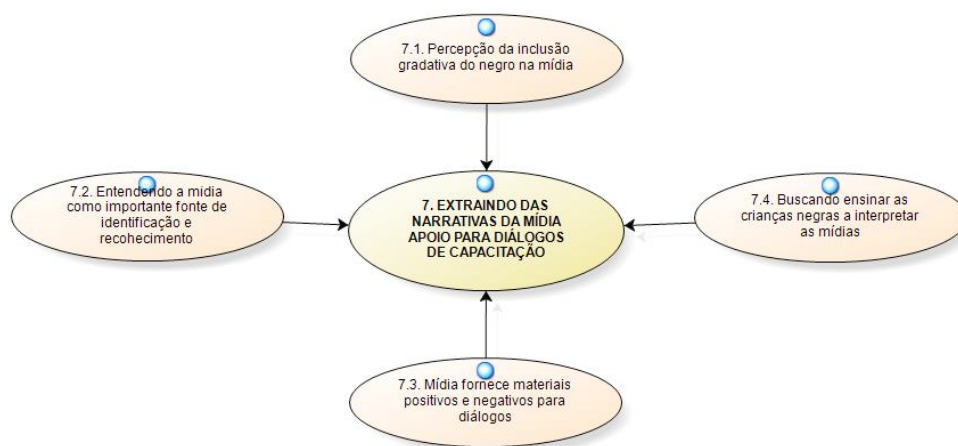 7.1. Percepção da inclusão
gradativa do negro na mídia
7.2. Entendendo a midia
como importante fonte de
identificação e
recohecimento
7. EXTRAINDO DAS
NARRATIVAS DA MÍDIA
APOIO PARA DIÁLOGOS
DE CAPACITAÇÃO
7.4. Buscando ensinar as
crianças negras a interpretar
as mídias
7.3. Mídia fornece materiais
positivos e negativos para
diálogos